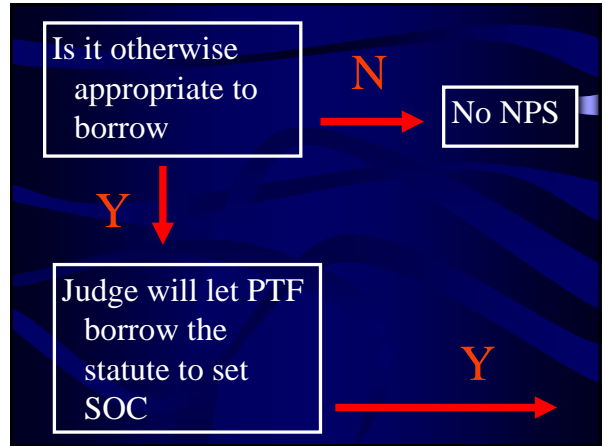 Is it otherwise
appropriate to
borrow
N
No NPS
Y
Judge will let PTF
borrow the
statute to set
SOC
Y